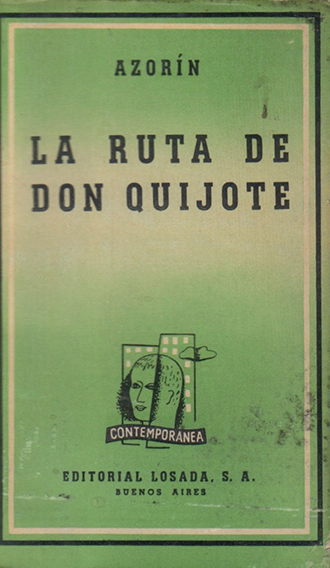 AZORÍN
LA RUTA DE
DON QUIJOTE
CONTEMPORÁNEA
EDITORIAL LOSADA, S. A.
BUENOS AIRES